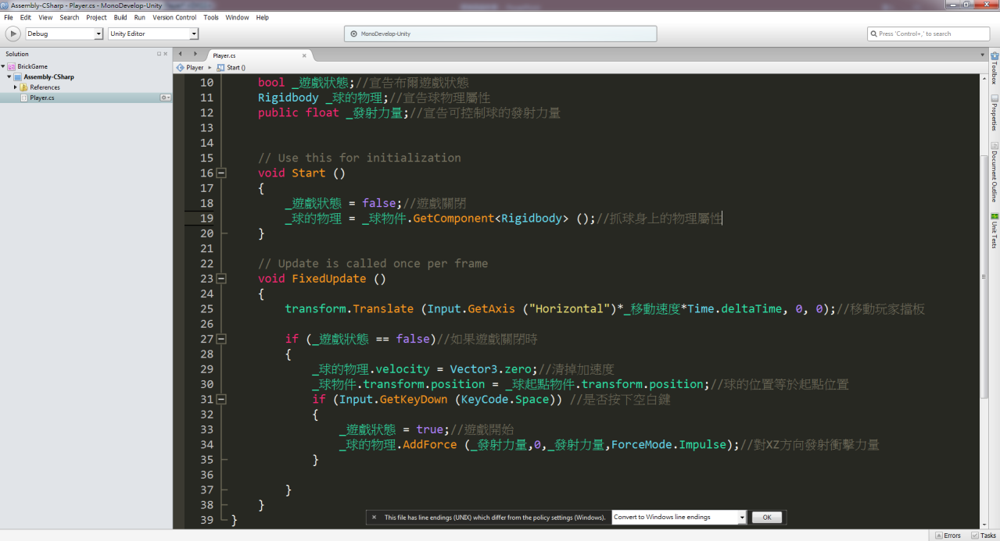 Assembly-CSharp - Player.cs - MonoDevelop-Unity
File Edit View Search Project Build Run Version Control Tools Window Help
Debug Unity Editor MonoDevelop-Unity Press 'Control+,' to search
Solution
BrickGame
Assembly-CSharp
References
Player.cs
Player.cs
Player Start ()
10 bool _遊戲狀態;//宣告布爾遊戲狀態
11 Rigidbody _球的物理;//宣告球物理屬性
12 public float _發射力量;//宣告可控制球的發射力量
13
14
15 // Use this for initialization
16 void Start ()
17 {
18 _遊戲狀態 = false;//遊戲關閉
19 _球的物理 = _球物件.GetComponent<Rigidbody> ();//抓球身上的物理屬性
20 }
21
22 // Update is called once per frame
23 void FixedUpdate ()
24 {
25 transform.Translate (Input.GetAxis ("Horizontal")*_移動速度*Time.deltaTime, 0, 0);//移動玩家擋板
26
27 if (_遊戲狀態 == false)//如果遊戲關閉時
28 {
29 _球的物理.velocity = Vector3.zero;//清掉加速度
30 _球物件.transform.position = _球起點物件.transform.position;//球的位置等於起點位置
31 if (Input.GetKeyDown (KeyCode.Space)) //是否按下空白鍵
32 {
33 _遊戲狀態 = true;//遊戲開始
34 _球的物理.AddForce (_發射力量,0,_發射力量,ForceMode.Impulse);//對XZ方向發射衝擊力量
35 }
36
37 }
38 }
39 }
This file has line endings (UNIX) which differ from the policy settings (Windows). Convert to Windows line endings OK
Toolbox
Properties
Document Outline
Unit Tests
Errors Tasks